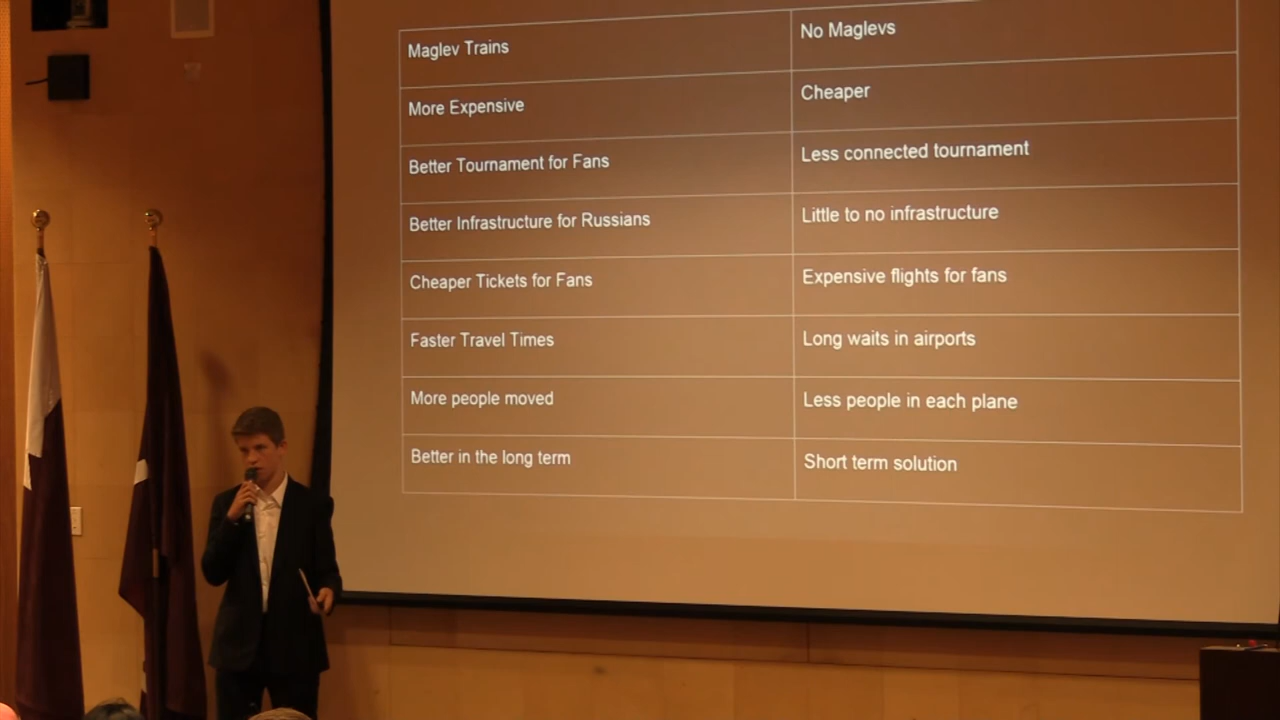 Maglev Trains
No Maglevs
More Expensive
Cheaper
Better Tournament for Fans
Less connected tournament
Better Infrastructure for Russians
Little to no infrastructure
Cheaper Tickets for Fans
Expensive flights for fans
Faster Travel Times
Long waits in airports
More people moved
Less people in each plane
Better in the long term
Short term solution